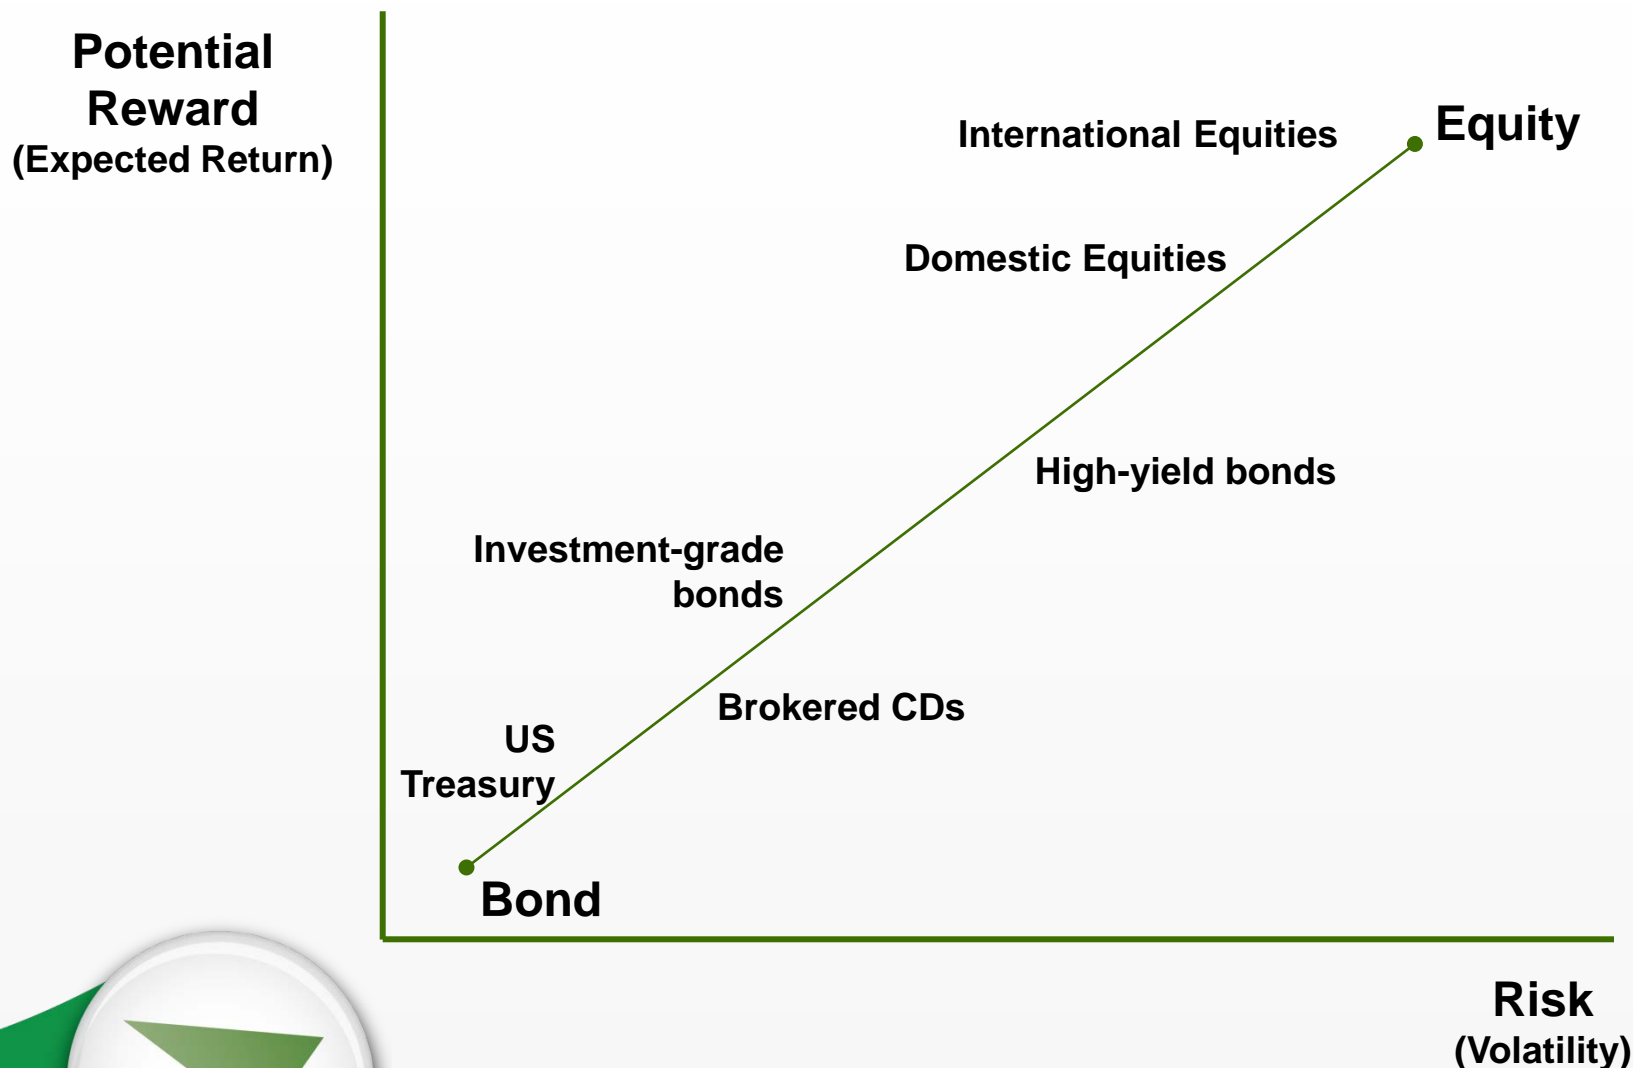 Potential
Reward
(Expected Return)
International Equities
Equity
Domestic Equities
High-yield bonds
Investment-grade
bonds
Brokered CDs
US
Treasury
Bond
Risk
(Volatility)